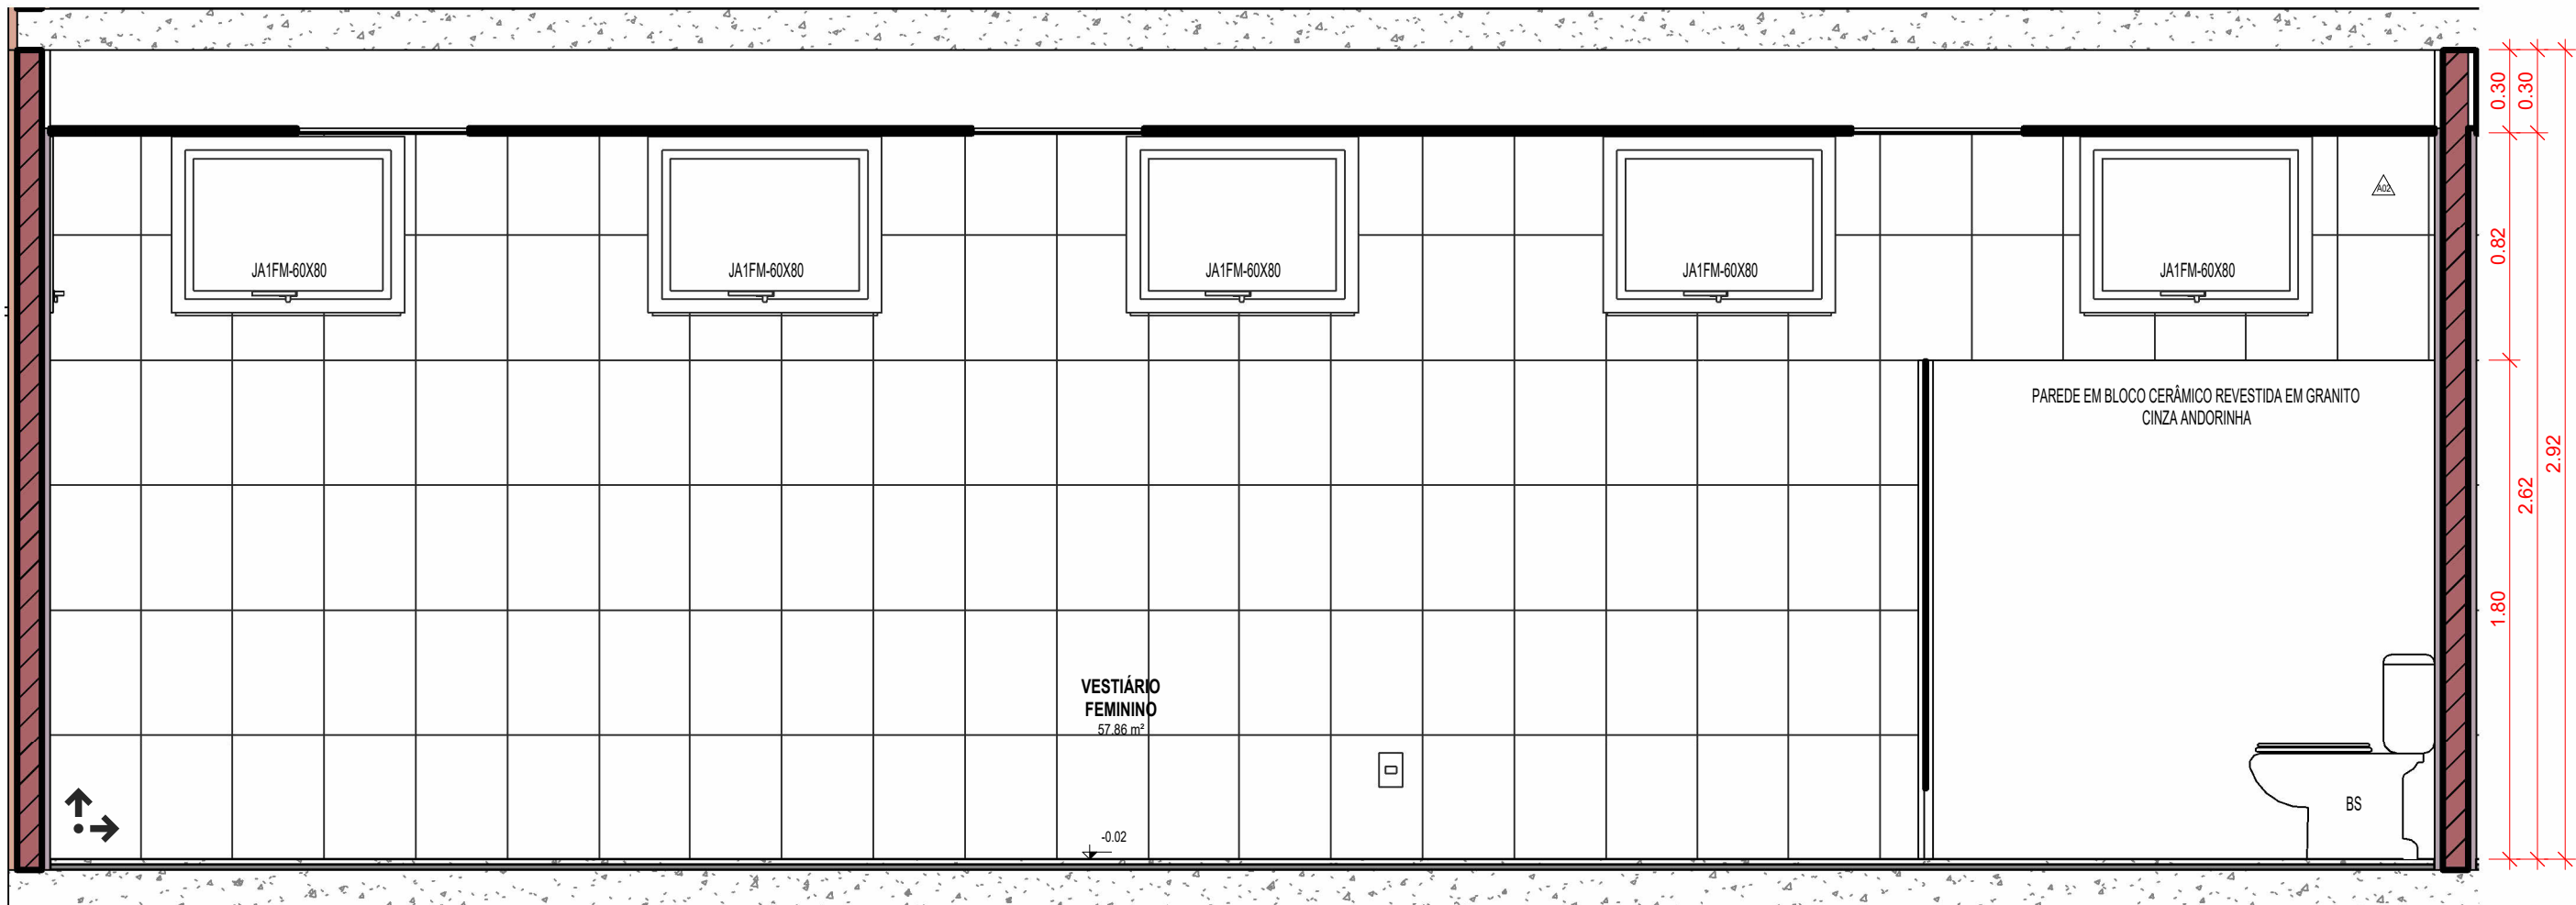 0.30
0.30
A02
0.82
JA1FM-60X80
JA1FM-60X80
JA1FM-60X80
JA1FM-60X80
JA1FM-60X80
PAREDE EM BLOCO CERÂMICO REVESTIDA EM GRANITO
CINZA ANDORINHA
2.92
2.62
1.80
VESTIÁRIO
FEMININO
57.86 m²
BS
-0.02